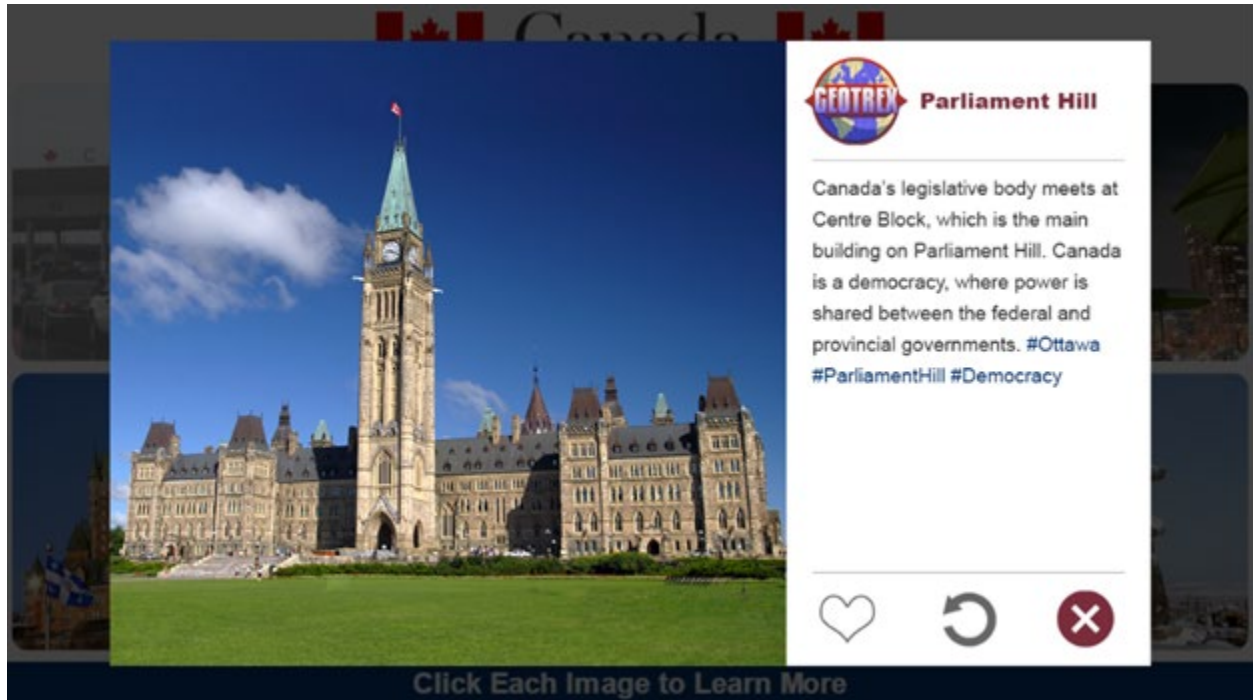 Canada
GEOTREX
Parliament Hill
Canada's legislative body meets at
Centre Block, which is the main
building on Parliament Hill. Canada
is a democracy, where power is
shared between the federal and
provincial governments. #Ottawa
#ParliamentHill #Democracy
Click Each Image to Learn More